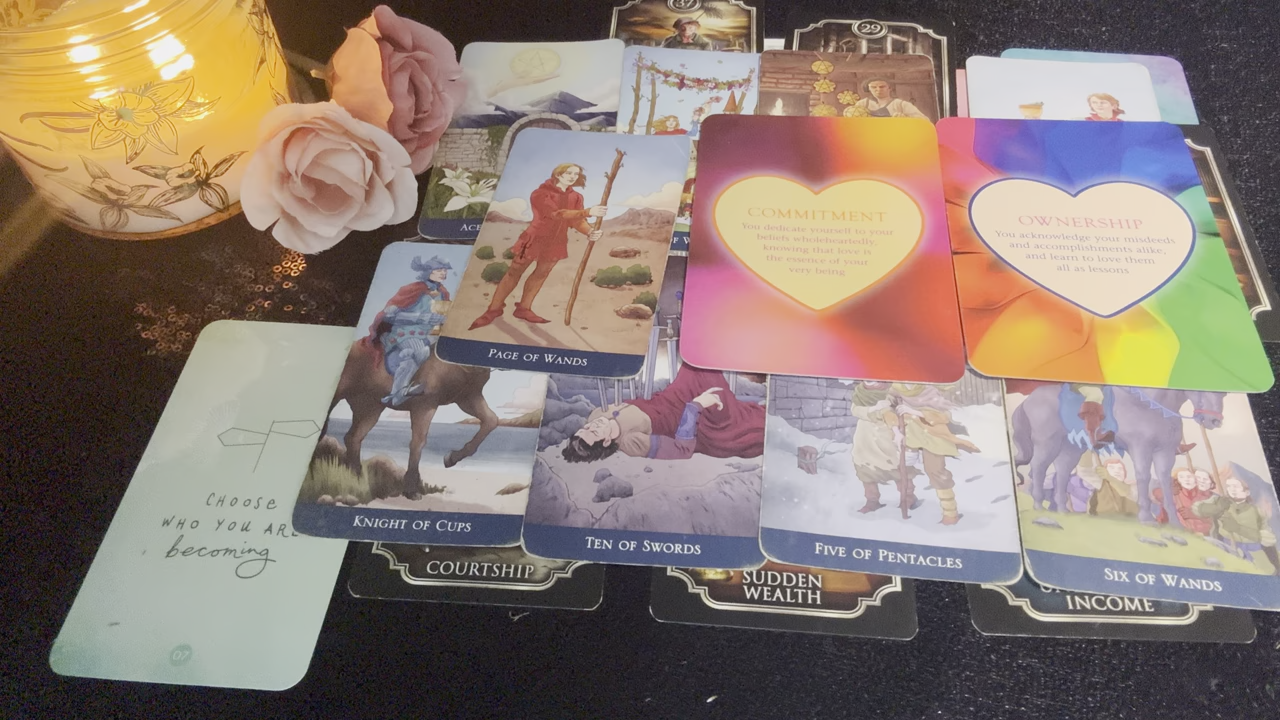 37
29
PAGE OF WANDS
COMMITMENT
You dedicate yourself to your
beliefs wholeheartedly,
knowing that love is
the essence of your
very being
OWNERSHIP
You acknowledge your misdeeds
and accomplishments alike,
and learn to love them
all as lessons
CHOOSE
WHO YOU ARE
becoming
07
KNIGHT OF CUPS
TEN OF SWORDS
FIVE OF PENTACLES
SIX OF WANDS
COURTSHIP
SUDDEN
WEALTH
INCOME